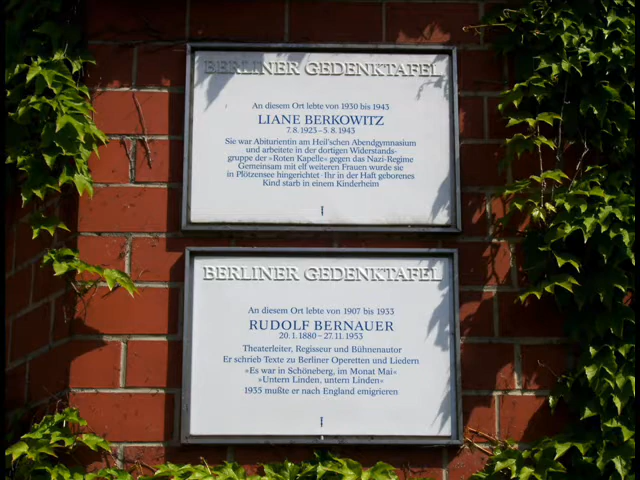 BERLINER GEDENKTAFEL
An diesem Ort lebte von 1930 bis 1943
LIANE BERKOWITZ
7.8.1923 – 5.8.1943
Sie war Abiturientin am Heil'schen Abendgymnasium
und arbeitete in der dortigen Widerstands-
gruppe der »Roten Kapelle« gegen das Nazi-Regime
Gemeinsam mit elf weiteren Frauen wurde sie
in Plötzensee hingerichtet · Ihr in der Haft geborenes
Kind starb in einem Kinderheim
BERLINER GEDENKTAFEL
An diesem Ort lebte von 1907 bis 1933
RUDOLF BERNAUER
20.1.1880 – 27.11.1953
Theaterleiter, Regisseur und Bühnenautor
Er schrieb Texte zu Berliner Operetten und Liedern
»Es war in Schöneberg, im Monat Mai«
»Untern Linden, untern Linden«
1935 mußte er nach England emigrieren